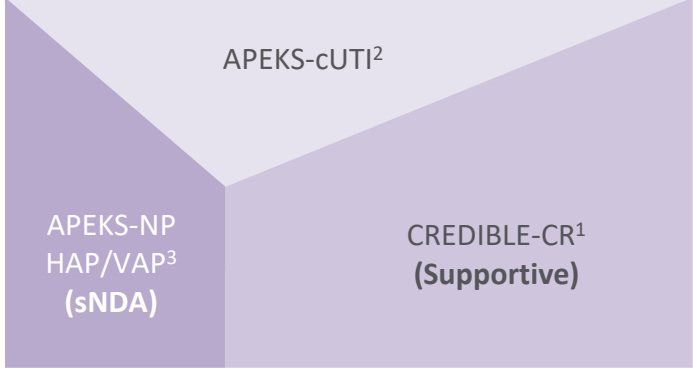 APEKS-cUTI²
APEKS-NP
HAP/VAP³
(sNDA)
CREDIBLE-CR¹
(Supportive)